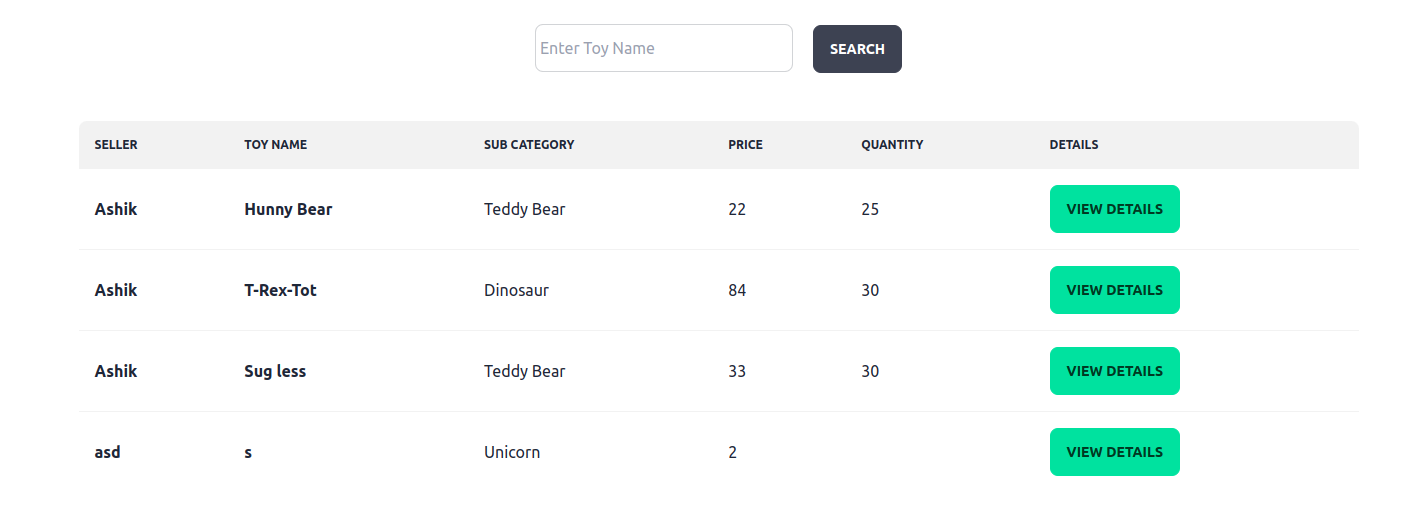 Enter Toy Name SEARCH
SELLER TOY NAME SUB CATEGORY PRICE QUANTITY DETAILS
Ashik Hunny Bear Teddy Bear 22 25 VIEW DETAILS
Ashik T-Rex-Tot Dinosaur 84 30 VIEW DETAILS
Ashik Sug less Teddy Bear 33 30 VIEW DETAILS
asd s Unicorn 2 VIEW DETAILS